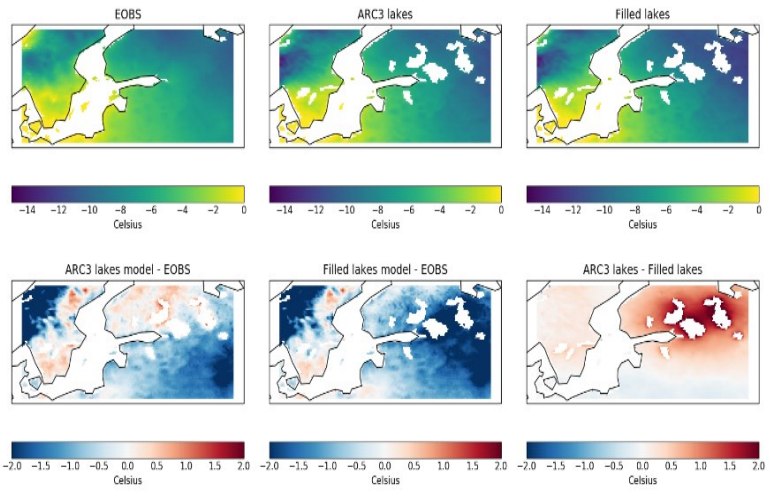 EOBS
ARC3 lakes
Filled lakes
−14 −12 −10 −8 −6 −4 −2 0
Celsius
−14 −12 −10 −8 −6 −4 −2 0
Celsius
−14 −12 −10 −8 −6 −4 −2 0
Celsius
ARC3 lakes model - EOBS
Filled lakes model - EOBS
ARC3 lakes - Filled lakes
−2.0 −1.5 −1.0 −0.5 0.0 0.5 1.0 1.5 2.0
Celsius
−2.0 −1.5 −1.0 −0.5 0.0 0.5 1.0 1.5 2.0
Celsius
−2.0 −1.5 −1.0 −0.5 0.0 0.5 1.0 1.5 2.0
Celsius